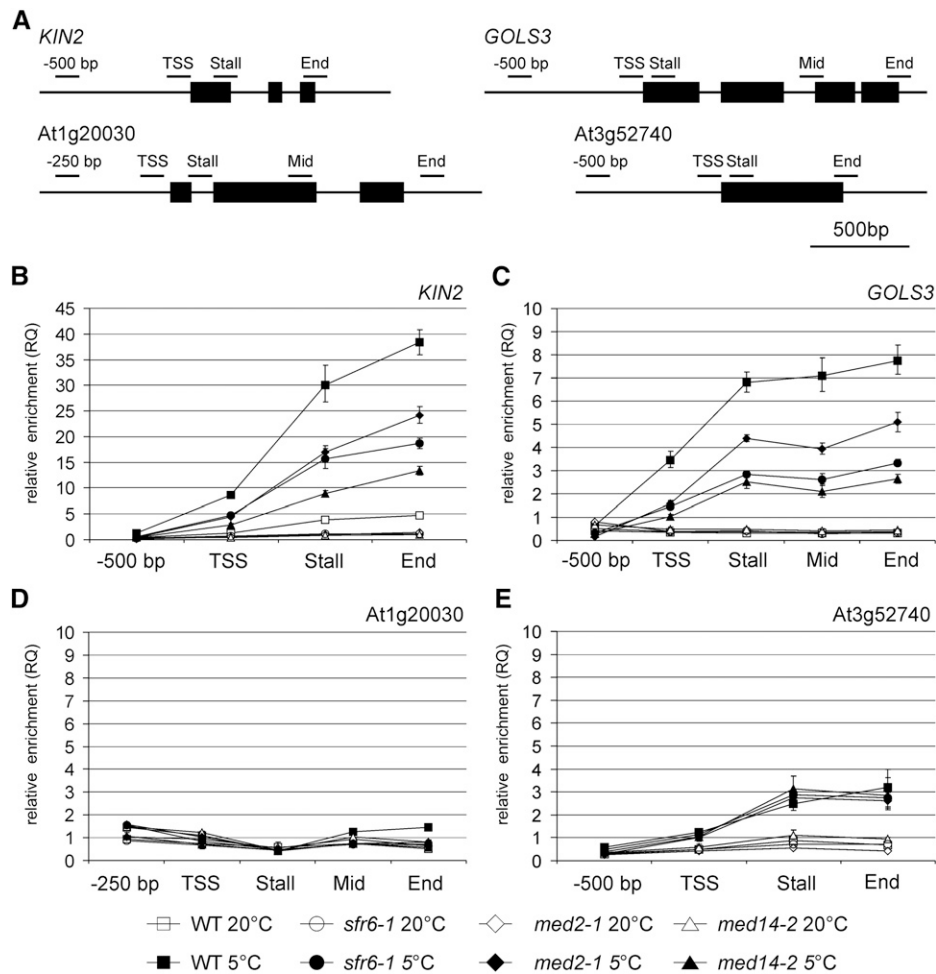 A
KIN2
-500 bp TSS Stall End
GOLS3
-500 bp TSS Stall Mid End
At1g20030
-250 bp TSS Stall Mid End
At3g52740
-500 bp TSS Stall End
500bp
B
KIN2
relative enrichment (RQ)
45
40
35
30
25
20
15
10
5
0
-500 bp TSS Stall End
C
GOLS3
relative enrichment (RQ)
10
9
8
7
6
5
4
3
2
1
0
-500 bp TSS Stall Mid End
D
At1g20030
relative enrichment (RQ)
10
9
8
7
6
5
4
3
2
1
0
-250 bp TSS Stall Mid End
E
At3g52740
relative enrichment (RQ)
10
9
8
7
6
5
4
3
2
1
0
-500 bp TSS Stall End
WT 20°C sfr6-1 20°C med2-1 20°C med14-2 20°C
WT 5°C sfr6-1 5°C med2-1 5°C med14-2 5°C